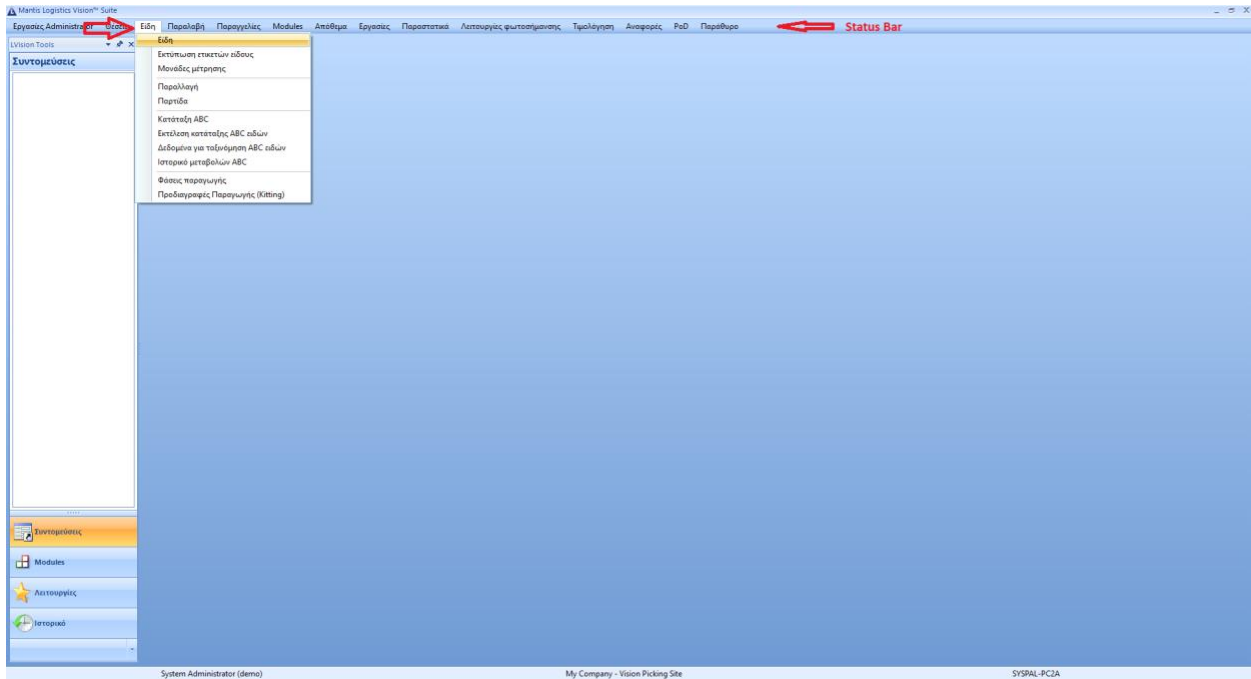 Mantis Logistics Vision™ Suite
Εργασίες Administrator Θέσεις Είδη Παραλαβή Παραγγελίες Modules Απόθεμα Εργασίες Παραστατικά Λειτουργίες φωτοσήμανσης Τιμολόγηση Αναφορές PoD Παράθυρο Status Bar
LVision Tools
Συντομεύσεις
Είδη
Εκτύπωση ετικετών είδους
Μονάδες μέτρησης
Παραλλαγή
Παρτίδα
Κατάταξη ABC
Εκτέλεση κατάταξης ABC ειδών
Δεδομένα για ταξινόμηση ABC ειδών
Ιστορικό μεταβολών ABC
Φάσεις παραγωγής
Προδιαγραφές Παραγωγής (Kitting)
Συντομεύσεις
Modules
Λειτουργίες
Ιστορικό
System Administrator (demo) My Company - Vision Picking Site SYSPAL-PC2A